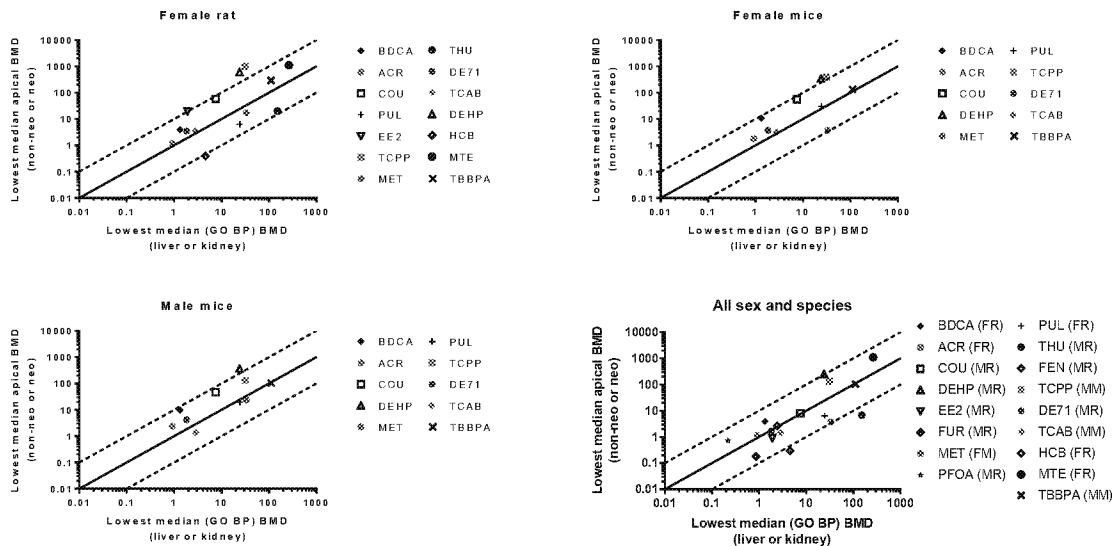 Female rat
Lowest median apical BMD
(non-neo or neo)
10000
1000
100
10
1
0.1
0.01
0.01 0.1 1 10 100 1000
Lowest median (GO BP) BMD
(liver or kidney)
BDCA THU
ACR DE71
COU TCAB
PUL DEHP
EE2 HCB
TCPP MTE
MET TBBPA
Female mice
Lowest median apical BMD
(non-neo or neo)
10000
1000
100
10
1
0.1
0.01
0.01 0.1 1 10 100 1000
Lowest median (GO BP) BMD
(liver or kidney)
BDCA PUL
ACR TCPP
COU DE71
DEHP TCAB
MET TBBPA
Male mice
Lowest median apical BMD
(non-neo or neo)
10000
1000
100
10
1
0.1
0.01
0.01 0.1 1 10 100 1000
Lowest median (GO BP) BMD
(liver or kidney)
BDCA PUL
ACR TCPP
COU DE71
DEHP TCAB
MET TBBPA
All sex and species
Lowest median apical BMD
(non-neo or neo)
10000
1000
100
10
1
0.1
0.01
0.01 0.1 1 10 100 1000
Lowest median (GO BP) BMD
(liver or kidney)
BDCA (FR) PUL (FR)
ACR (FR) THU (MR)
COU (MR) FEN (MR)
DEHP (MR) TCPP (MM)
EE2 (MR) DE71 (MR)
FUR (MR) TCAB (MM)
MET (FM) HCB (FR)
PFOA (MR) MTE (FR)
TBBPA (MM)